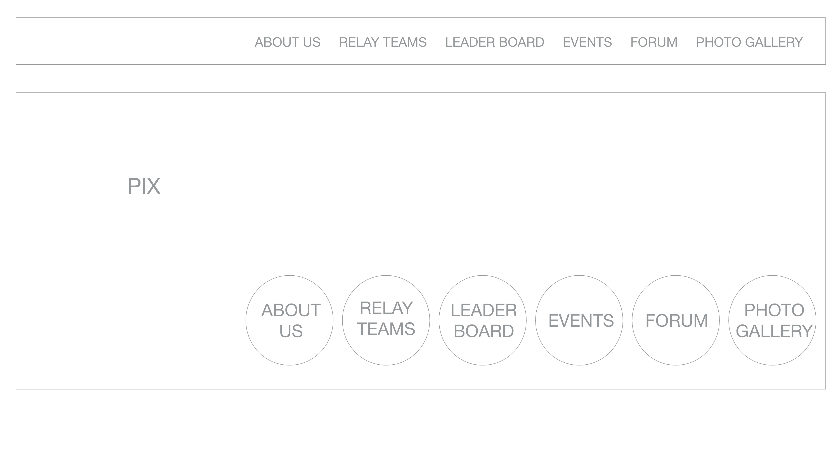 ABOUT US RELAY TEAMS LEADER BOARD EVENTS FORUM PHOTO GALLERY
PIX
ABOUT
US
RELAY
TEAMS
LEADER
BOARD
EVENTS
FORUM
PHOTO
GALLERY